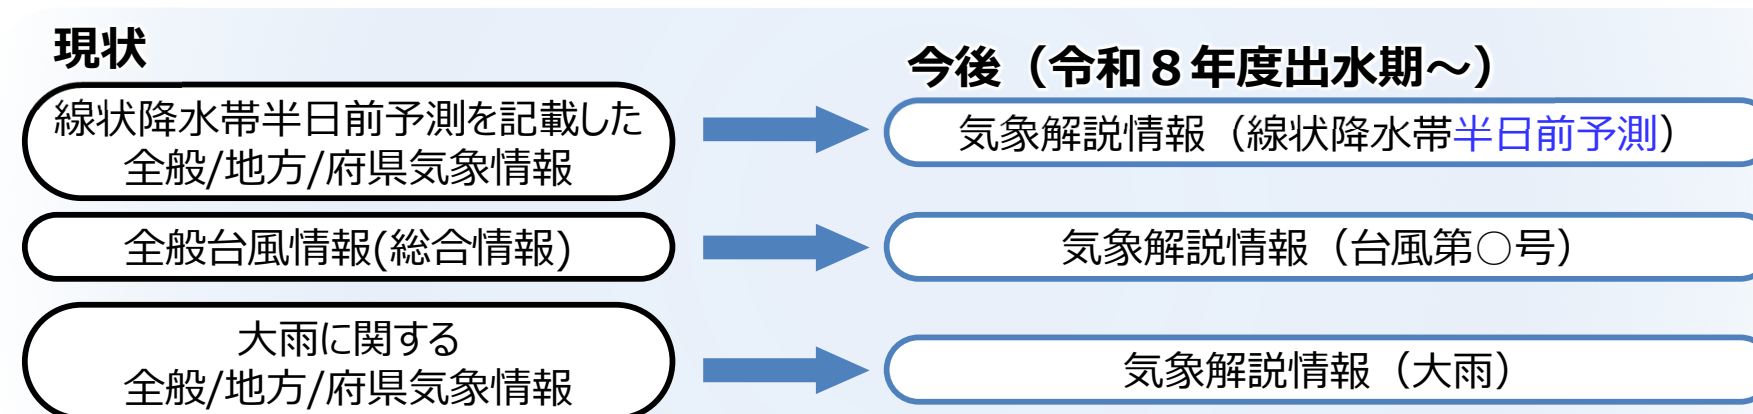 現状
今後（令和８年度出水期～）
線状降水帯半日前予測を記載した
全般/地方/府県気象情報
気象解説情報（線状降水帯半日前予測）
全般台風情報(総合情報)
気象解説情報（台風第○号）
大雨に関する
全般/地方/府県気象情報
気象解説情報（大雨）